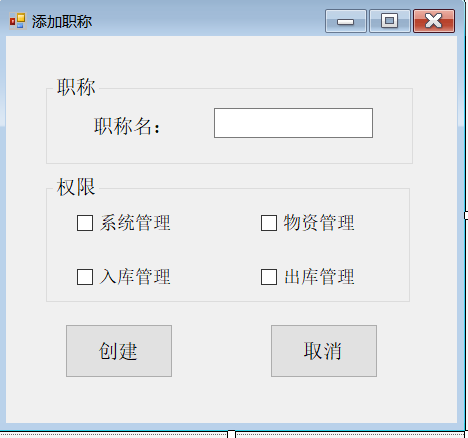 添加职称
职称
职称名：
权限
系统管理 物资管理
入库管理 出库管理
创建 取消